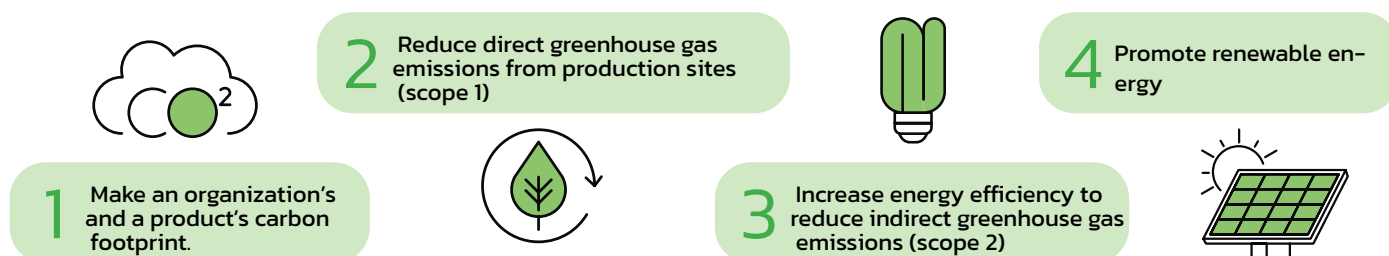 2
1
Make an organization's
and a product's carbon
footprint.
2
Reduce direct greenhouse gas
emissions from production sites
(scope 1)
3
Increase energy efficiency to
reduce indirect greenhouse gas
emissions (scope 2)
4
Promote renewable en-
ergy